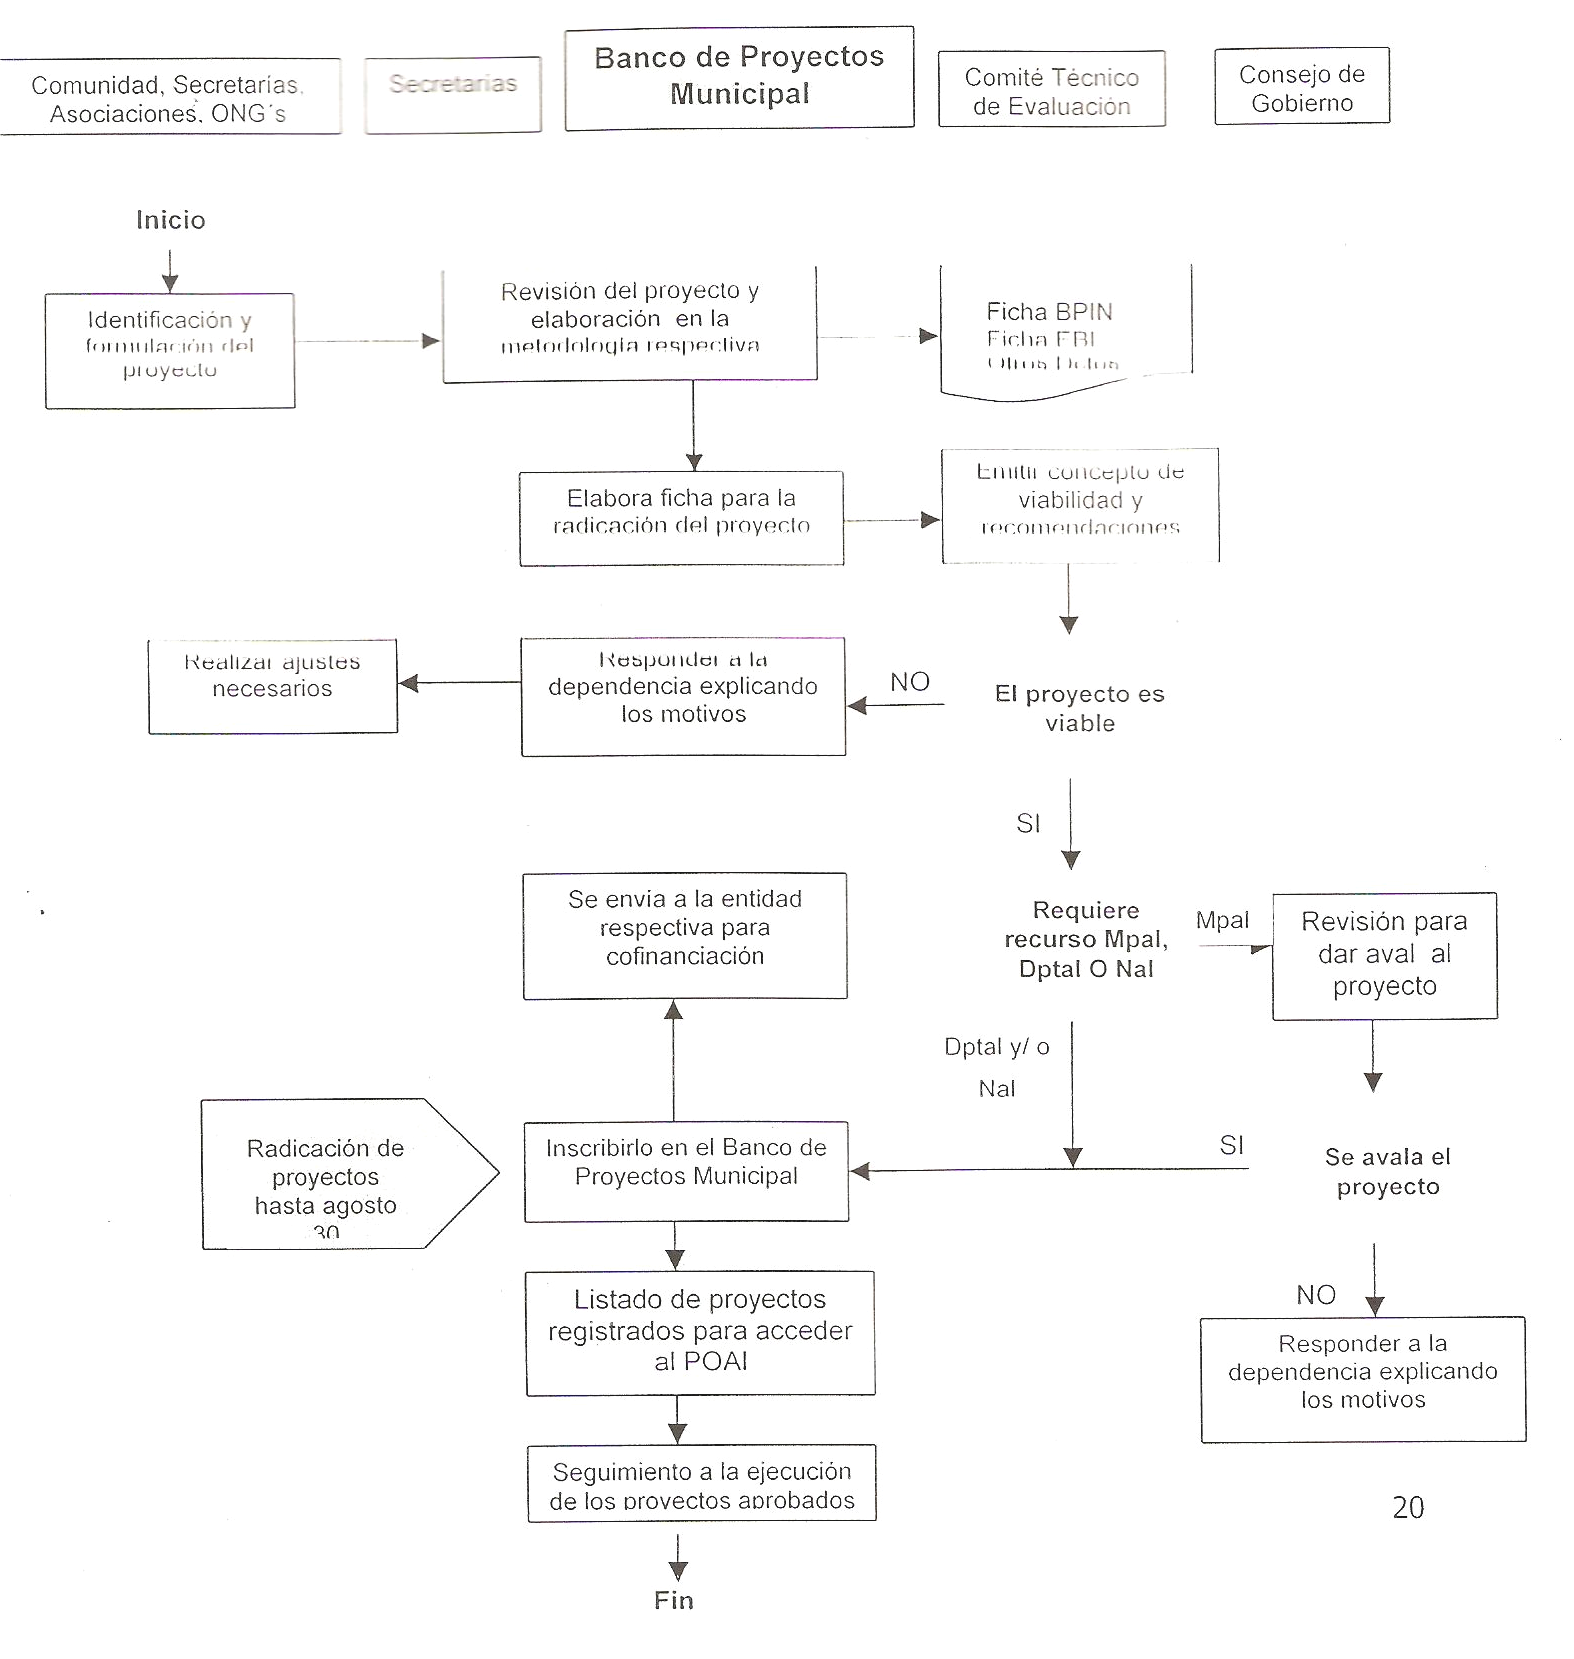 Comunidad, Secretarías,
Asociaciones, ONG´s
Secretarias
Banco de Proyectos
Municipal
Comité Técnico
de Evaluación
Consejo de
Gobierno
Inicio
Identificación y
formulación del
proyecto
Revisión del proyecto y
elaboración en la
metodología respectiva
Ficha BPIN
Ficha EBI
Otros Datos
Elabora ficha para la
radicación del proyecto
Emitir concepto de
viabilidad y
recomendaciones
Realizar ajustes
necesarios
Responder a la
dependencia explicando
los motivos
NO
El proyecto es
viable
SI
Se envia a la entidad
respectiva para
cofinanciación
Requiere
recurso Mpal,
Dptal O Nal
Mpal
Revisión para
dar aval al
proyecto
Dptal y/ o
Nal
Radicación de
proyectos
hasta agosto
30
Inscribirlo en el Banco de
Proyectos Municipal
SI
Se avala el
proyecto
Listado de proyectos
registrados para acceder
al POAI
NO
Responder a la
dependencia explicando
los motivos
Seguimiento a la ejecución
de los proyectos aprobados
20
Fin